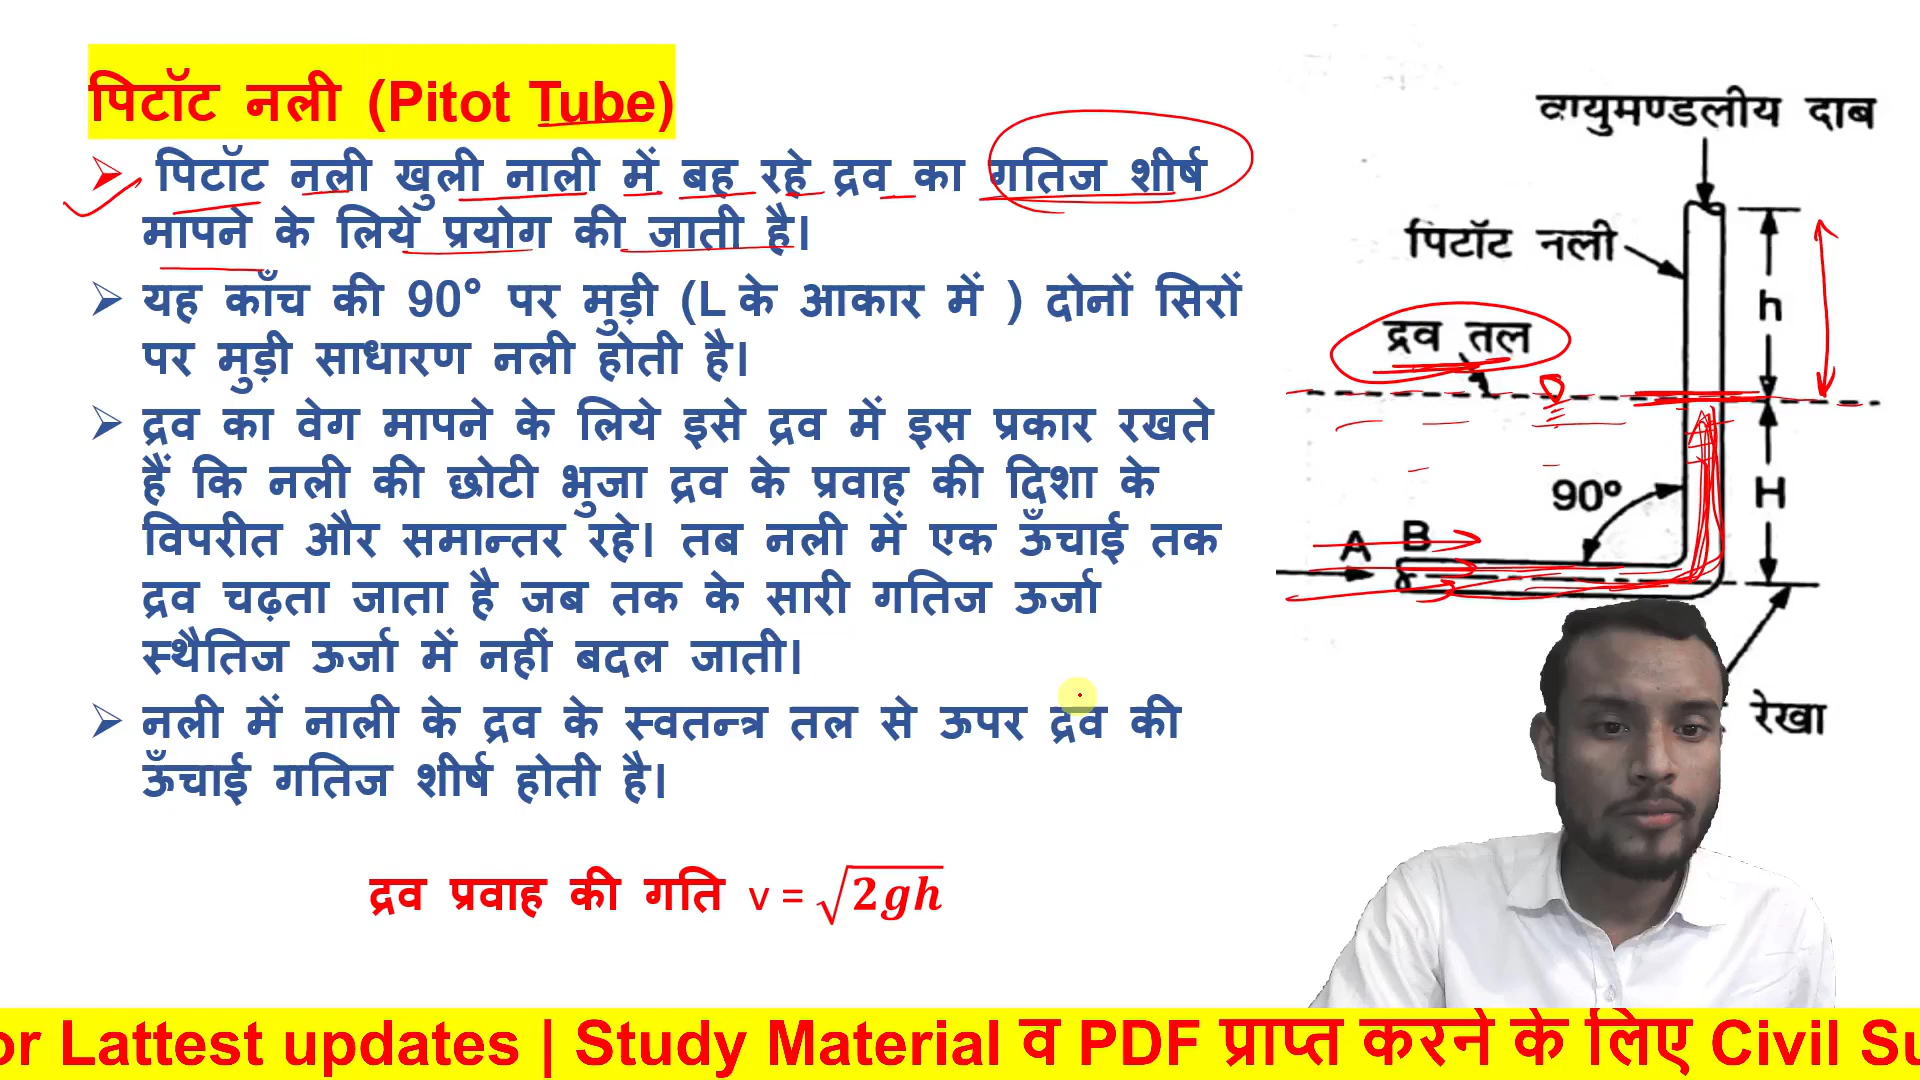 पिटॉट नली (Pitot Tube)
पिटॉट नली खुली नाली में बह रहे द्रव का गतिज शीर्ष
मापने के लिये प्रयोग की जाती है।
यह काँच की 90° पर मुड़ी (L के आकार में ) दोनों सिरों
पर मुड़ी साधारण नली होती है।
द्रव का वेग मापने के लिये इसे द्रव में इस प्रकार रखते
हैं कि नली की छोटी भुजा द्रव के प्रवाह की दिशा के
विपरीत और समान्तर रहे। तब नली में एक ऊँचाई तक
द्रव चढ़ता जाता है जब तक के सारी गतिज ऊर्जा
स्थैतिज ऊर्जा में नहीं बदल जाती।
नली में नाली के द्रव के स्वतन्त्र तल से ऊपर द्रव की
ऊँचाई गतिज शीर्ष होती है।
द्रव प्रवाह की गति v = √2gh
वायुमण्डलीय दाब
पिटॉट नली
h
द्रव तल
90°
H
A B
रेखा
or Lattest updates | Study Material व PDF प्राप्त करने के लिए Civil Su